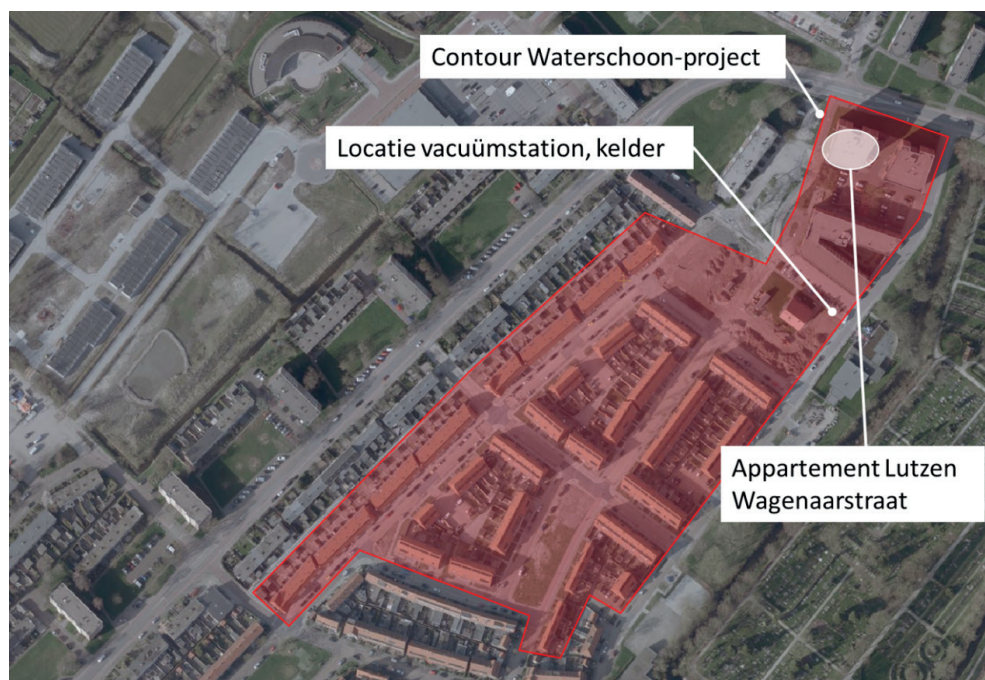 Contour Waterschoon-project
Locatie vacuümstation, kelder
Appartement Lutzen
Wagenaarstraat